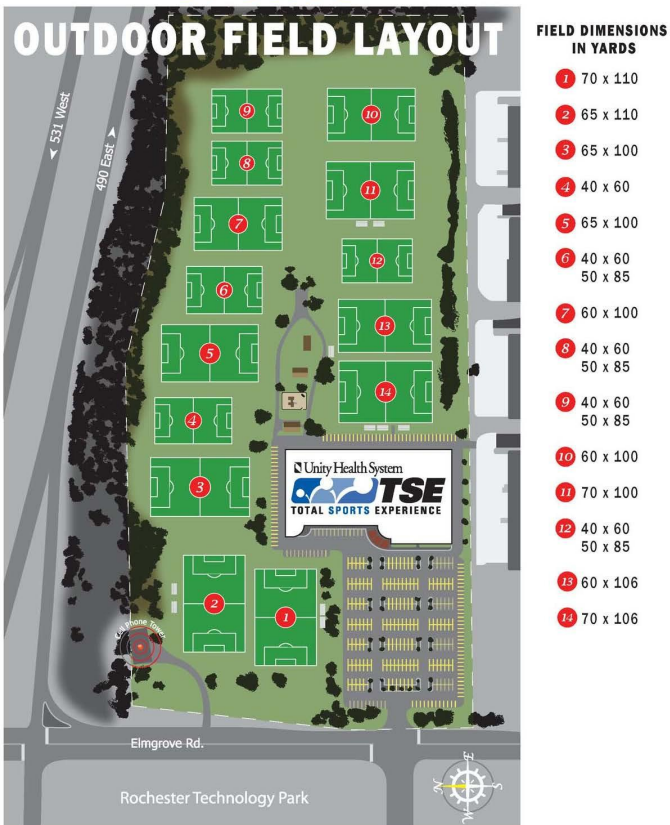 OUTDOOR FIELD LAYOUT
FIELD DIMENSIONS
IN YARDS
1 70 x 110
2 65 x 110
3 65 x 100
4 40 x 60
5 65 x 100
6 40 x 60
50 x 85
7 60 x 100
8 40 x 60
50 x 85
9 40 x 60
50 x 85
10 60 x 100
11 70 x 100
12 40 x 60
50 x 85
13 60 x 106
14 70 x 106
531 West
490 East
9
10
8
11
7
12
6
13
5
14
4
3
Unity Health System
TSE
TOTAL SPORTS EXPERIENCE
2
1
Cell Phone Tower
Elmgrove Rd.
Rochester Technology Park
E
N
S
W